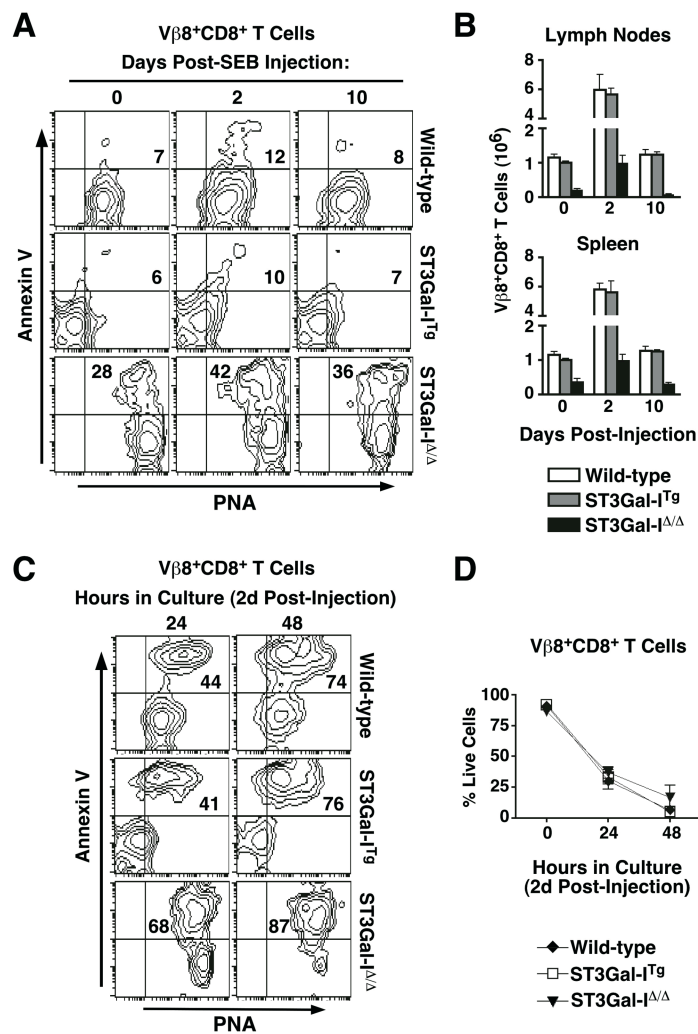 A
Vβ8⁺CD8⁺ T Cells
Days Post-SEB Injection:
0 2 10
7 12 8
Wild-type
6 10 7
ST3Gal-Iᵀᵍ
28 42 36
ST3Gal-I^Δ/Δ
Annexin V
PNA
B
Lymph Nodes
8
6
4
2
1
0
0 2 10
Vβ8⁺CD8⁺ T Cells (10⁶)
Spleen
8
6
4
2
1
0
0 2 10
Days Post-Injection
Wild-type
ST3Gal-Iᵀᵍ
ST3Gal-I^Δ/Δ
C
Vβ8⁺CD8⁺ T Cells
Hours in Culture (2d Post-Injection)
24 48
44 74
Wild-type
41 76
ST3Gal-Iᵀᵍ
68 87
ST3Gal-I^Δ/Δ
Annexin V
PNA
D
Vβ8⁺CD8⁺ T Cells
100
75
50
25
0
% Live Cells
0 24 48
Hours in Culture
(2d Post-Injection)
Wild-type
ST3Gal-Iᵀᵍ
ST3Gal-I^Δ/Δ